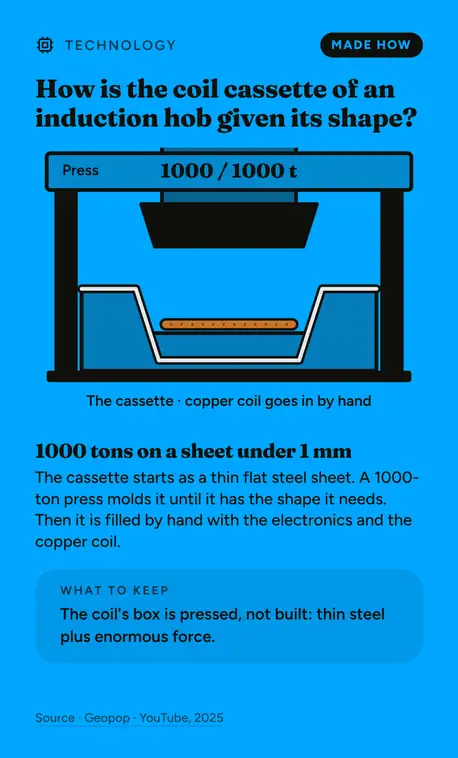 TECHNOLOGY
MADE HOW
How is the coil cassette of an
induction hob given its shape?
Press
1000 / 1000 t
The cassette · copper coil goes in by hand
1000 tons on a sheet under 1 mm
The cassette starts as a thin flat steel sheet. A 1000-
ton press molds it until it has the shape it needs.
Then it is filled by hand with the electronics and the
copper coil.
WHAT TO KEEP
The coil's box is pressed, not built: thin steel
plus enormous force.
Source · Geopop · YouTube, 2025